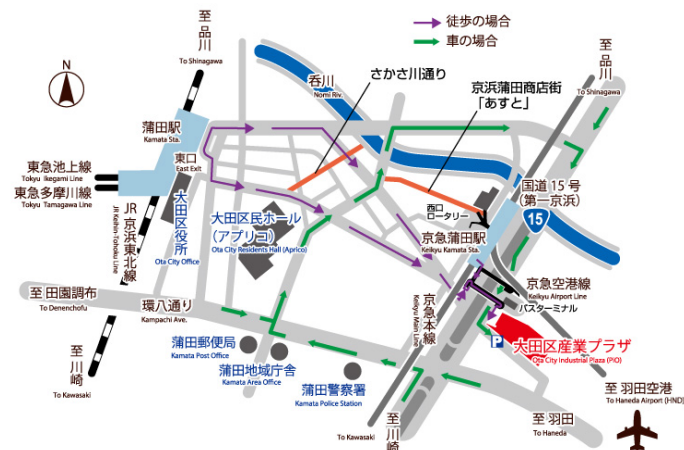 徒歩の場合
車の場合
N
至品川
To Shinagawa
至品川
To Shinagawa
呑川
Nomi Riv.
さかさ川通り
京浜蒲田商店街
「あすと」
蒲田駅
Kamata Sta.
東口
East Exit
東急池上線
Tokyu Ikegami Line
東急多摩川線
Tokyu Tamagawa Line
JR京浜東北線
JR Keihin-Tohoku Line
大田区役所
Ota City Office
大田区民ホール
（アプリコ）
Ota City Residents Hall (Aprico)
西口
ロータリー
国道15号
（第一京浜）
15
京急蒲田駅
Keikyu Kamata Sta.
京急空港線
Keikyu Airport Line
バスターミナル
京急本線
Keikyu Main Line
至 田園調布
To Denenchofu
環八通り
Kampachi Ave.
P
大田区産業プラザ
Ota City Industrial Plaza (PiO)
蒲田郵便局
Kamata Post Office
蒲田地域庁舎
Kamata Area Office
蒲田警察署
Kamata Police Station
至川崎
To Kawasaki
To Kawasaki
至川崎
至 羽田
To Haneda
至 羽田空港
To Haneda Airport (HND)